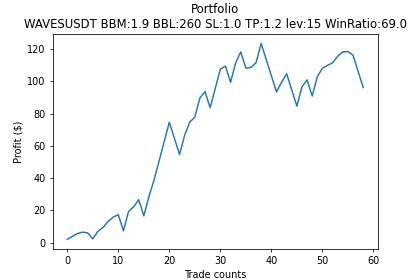 Portfolio
WAVESUSDT BBM:1.9 BBL:260 SL:1.0 TP:1.2 lev:15 WinRatio:69.0
120
100
80
60
40
20
0
Profit ($)
0 10 20 30 40 50 60
Trade counts